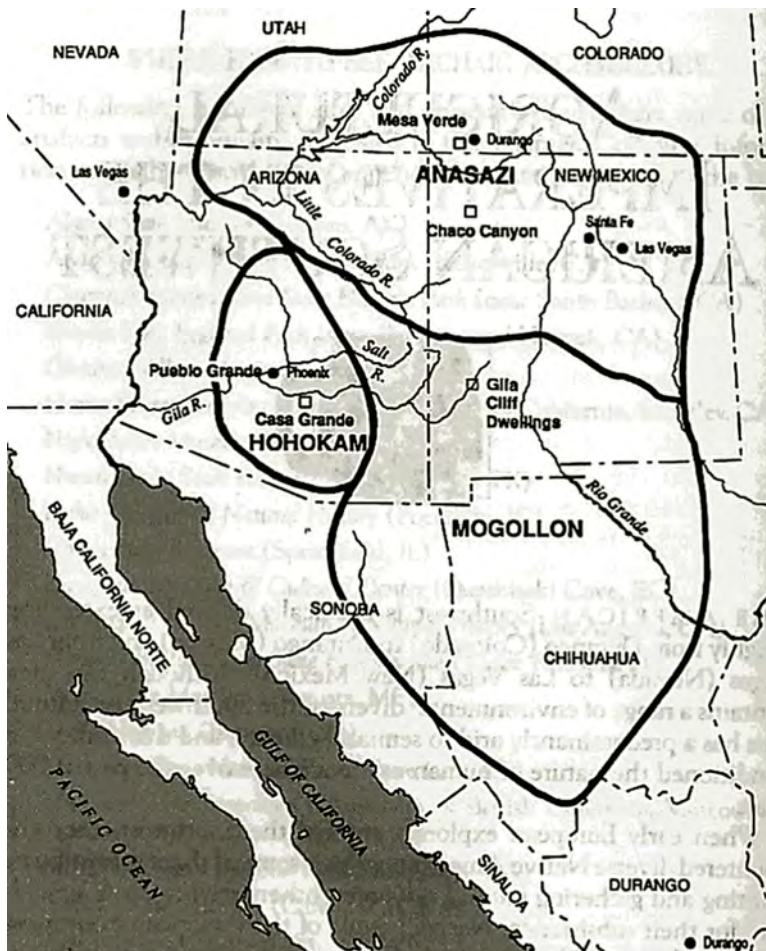 UTAH
NEVADA
COLORADO
Colorado R.
Mesa Verde
Durango
Las Vegas
ARIZONA
ANASAZI
NEW MEXICO
Little
Colorado R.
Chaco Canyon
Santa Fe
Las Vegas
CALIFORNIA
Salt
R.
Pueblo Grande
Phoenix
Gila R.
Casa Grande
HOHOKAM
Gila
Cliff
Dwellings
Rio Grande
MOGOLLON
BAJA CALIFORNIA NORTE
SONOBA
CHIHUAHUA
GULF OF CALIFORNIA
PACIFIC OCEAN
SINALOA
DURANGO
Durango